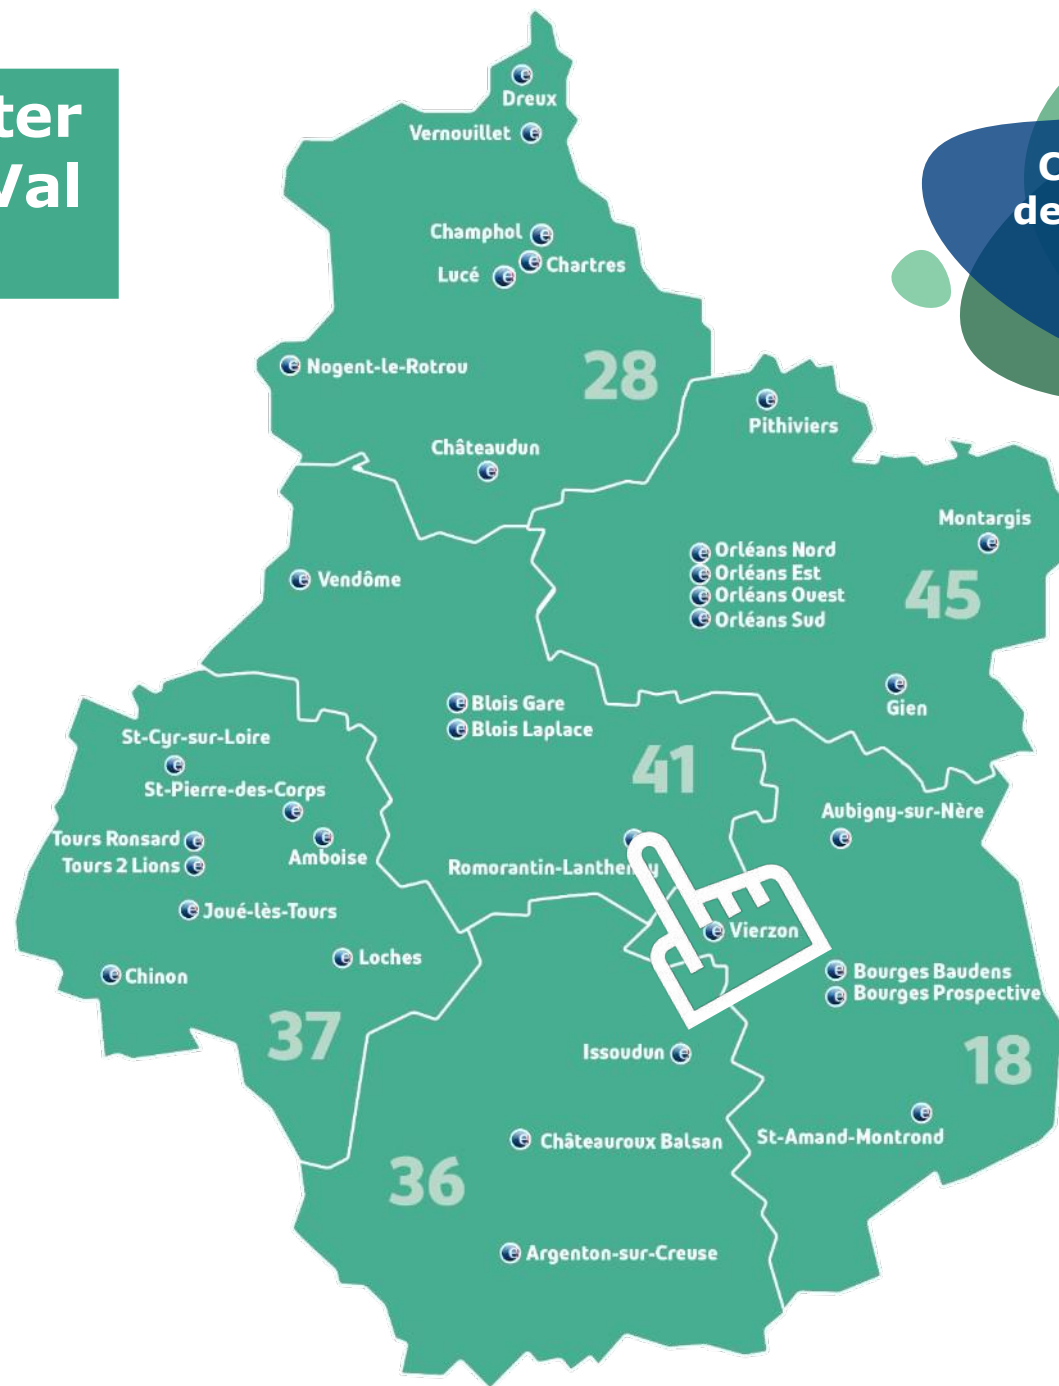 ter
Val
C
de
Dreux
Vernouillet
Champhol
Chartres
Lucé
Nogent-le-Rotrou
28
Châteaudun
Pithiviers
Montargis
Vendôme
Orléans Nord
Orléans Est
Orléans Ouest
Orléans Sud
45
Gien
Blois Gare
Blois Laplace
41
St-Cyr-sur-Loire
St-Pierre-des-Corps
Tours Ronsard
Tours 2 Lions
Amboise
Romorantin-Lanthenay
Aubigny-sur-Nère
Joué-lès-Tours
Vierzon
Loches
Chinon
Bourges Baudens
Bourges Prospective
37
Issoudun
18
Châteauroux Balsan
St-Amand-Montrond
36
Argenton-sur-Creuse